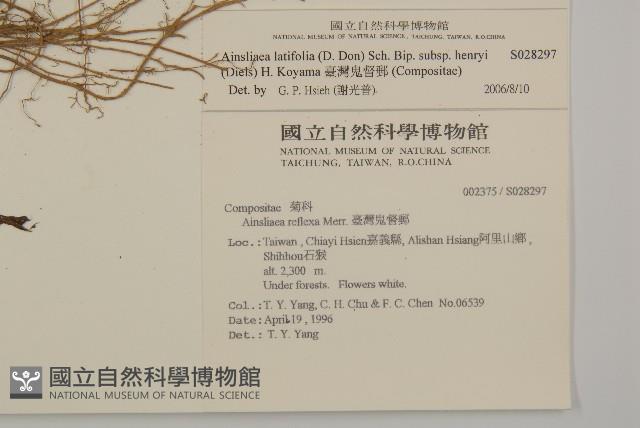 國立自然科學博物館
NATIONAL MUSEUM OF NATURAL SCIENCE, TAICHUNG, TAIWAN, R.O.CHINA
Ainsliaea latifolia (D. Don) Sch. Bip. subsp. henryi S028297
(Diels) H. Koyama 臺灣鬼督郵 (Compositae)
Det. by G. P. Hsieh (謝光普) 2006/8/10
國立自然科學博物館
NATIONAL MUSEUM OF NATURAL SCIENCE
TAICHUNG, TAIWAN, R.O.CHINA
002375 / S028297
Compositae 菊科
Ainsliaea reflexa Merr. 臺灣鬼督郵
Loc.: Taiwan , Chiayi Hsien嘉義縣, Alishan Hsiang阿里山鄉 ,
Shihhou石猴
alt. 2,300 m.
Under forests. Flowers white.
Col.: T. Y. Yang, C. H. Chu & F. C. Chen No.06539
Date: April 19 , 1996
Det.: T. Y. Yang
國立自然科學博物館
NATIONAL MUSEUM OF NATURAL SCIENCE